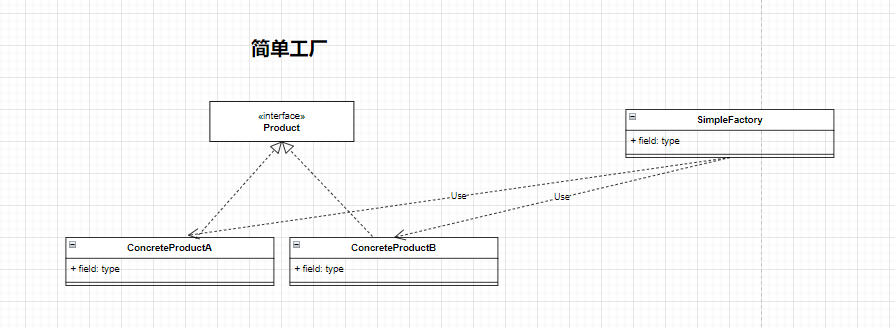 简单工厂
«interface»
Product
SimpleFactory
+ field: type
Use
Use
ConcreteProductA
+ field: type
ConcreteProductB
+ field: type